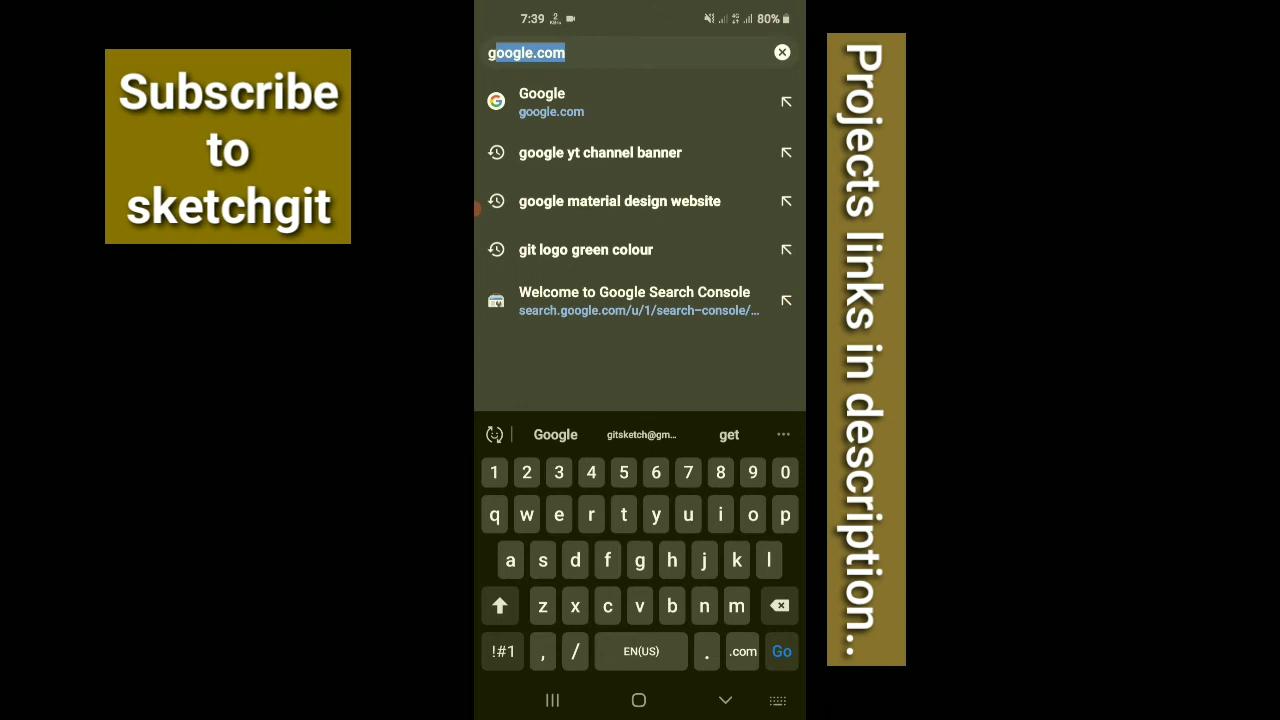 Subscribe
to
sketchgit
7:39
80%
google.com
Google
google.com
google yt channel banner
google material design website
git logo green colour
Welcome to Google Search Console
search.google.com/u/1/search-console/...
Google gitsketch@gm... get
1 2 3 4 5 6 7 8 9 0
q w e r t y u i o p
a s d f g h j k l
z x c v b n m
!#1 , / EN(US) . .com Go
Projects links in description..